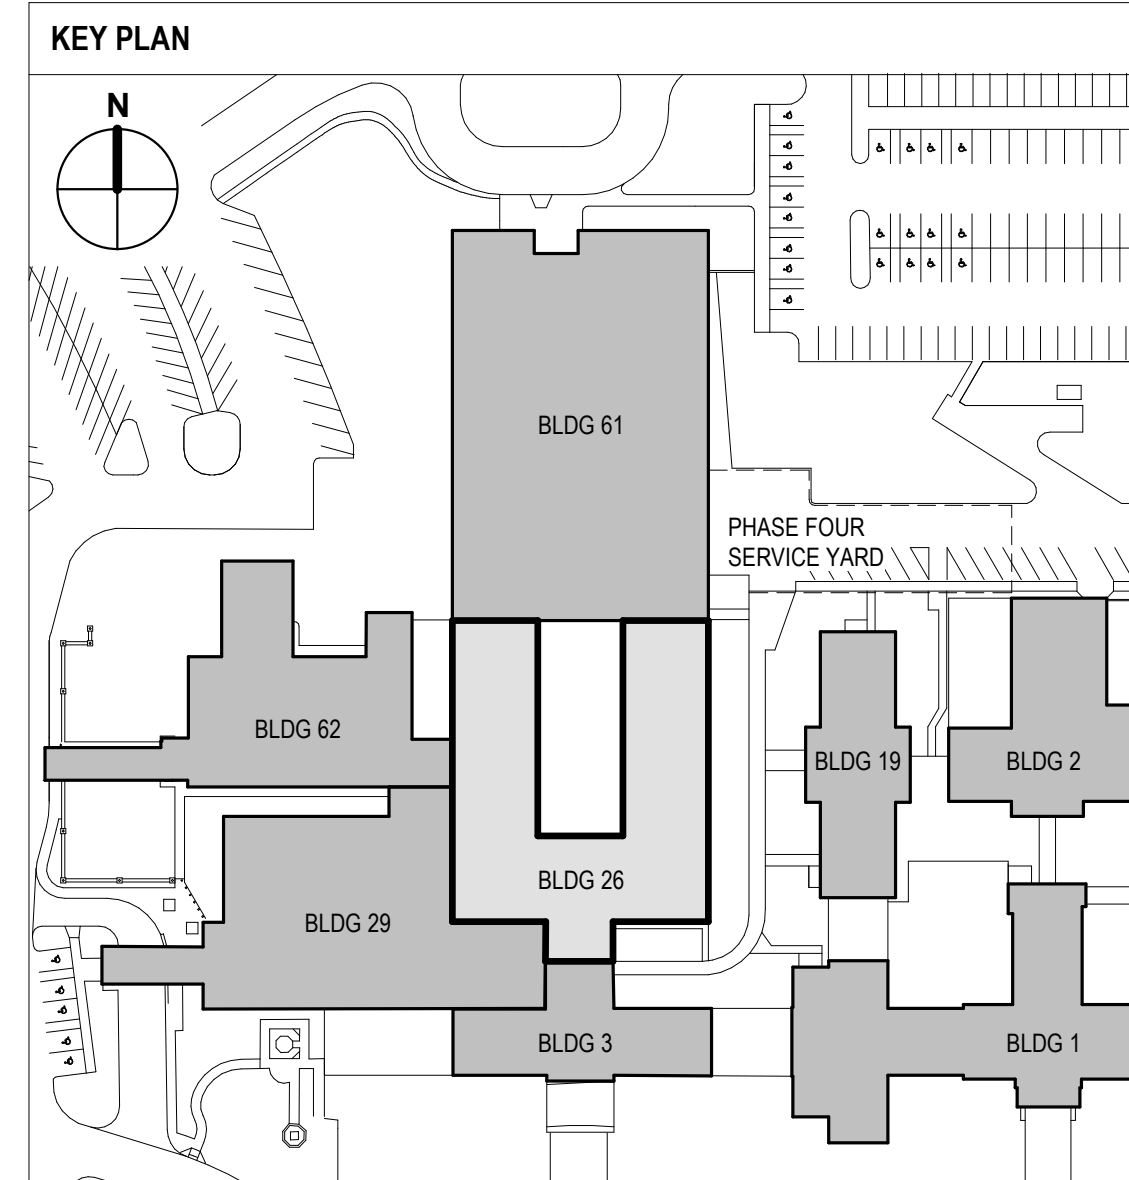 KEY PLAN
N
BLDG 61
PHASE FOUR
SERVICE YARD
BLDG 62
BLDG 19
BLDG 2
BLDG 26
BLDG 29
BLDG 3
BLDG 1